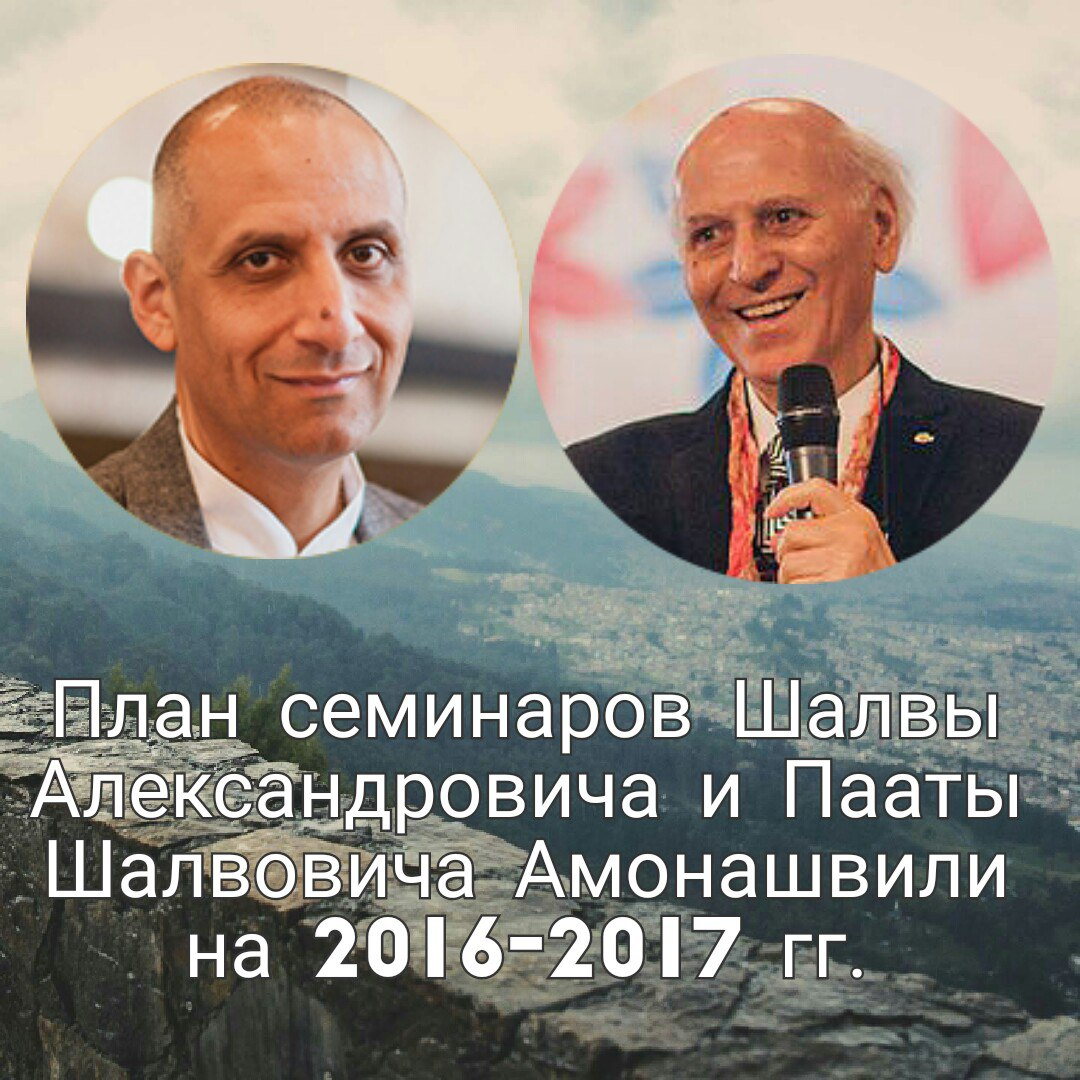 План семинаров Шалвы
Александровича и Пааты
Шалвовича Амонашвили
на 2016-2017 гг.